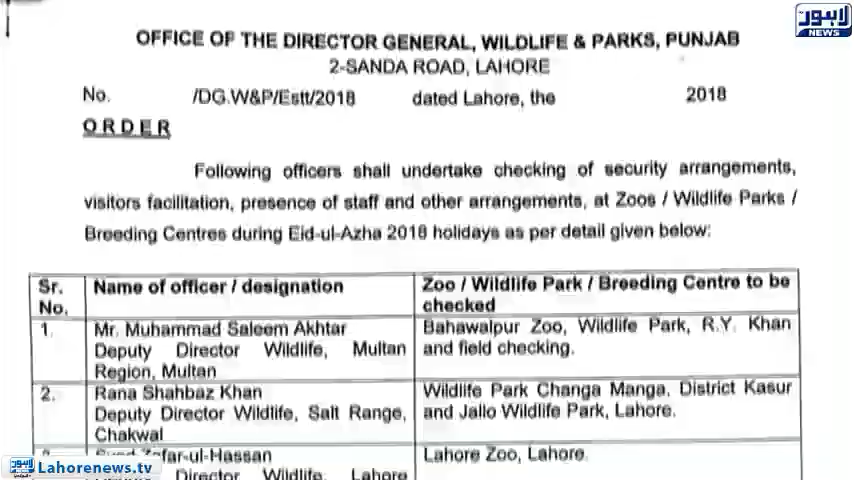 لاہور
NEWS
OFFICE OF THE DIRECTOR GENERAL, WILDLIFE & PARKS, PUNJAB
2-SANDA ROAD, LAHORE
No. /DG.W&P/Estt/2018 dated Lahore, the 2018
ORDER
Following officers shall undertake checking of security arrangements,
visitors facilitation, presence of staff and other arrangements, at Zoos / Wildlife Parks /
Breeding Centres during Eid-ul-Azha 2018 holidays as per detail given below:
Sr. No.
Name of officer / designation
Zoo / Wildlife Park / Breeding Centre to be
checked
1.
Mr. Muhammad Saleem Akhtar
Deputy Director Wildlife, Multan
Region, Multan
Bahawalpur Zoo, Wildlife Park, R.Y. Khan
and field checking.
2.
Rana Shahbaz Khan
Deputy Director Wildlife, Salt Range,
Chakwal
Wildlife Park Changa Manga, District Kasur
and Jallo Wildlife Park, Lahore.
Zafar-ul-Hassan
Director Wildlife, Lahore
Lahore Zoo, Lahore.
Lahorenews.tv